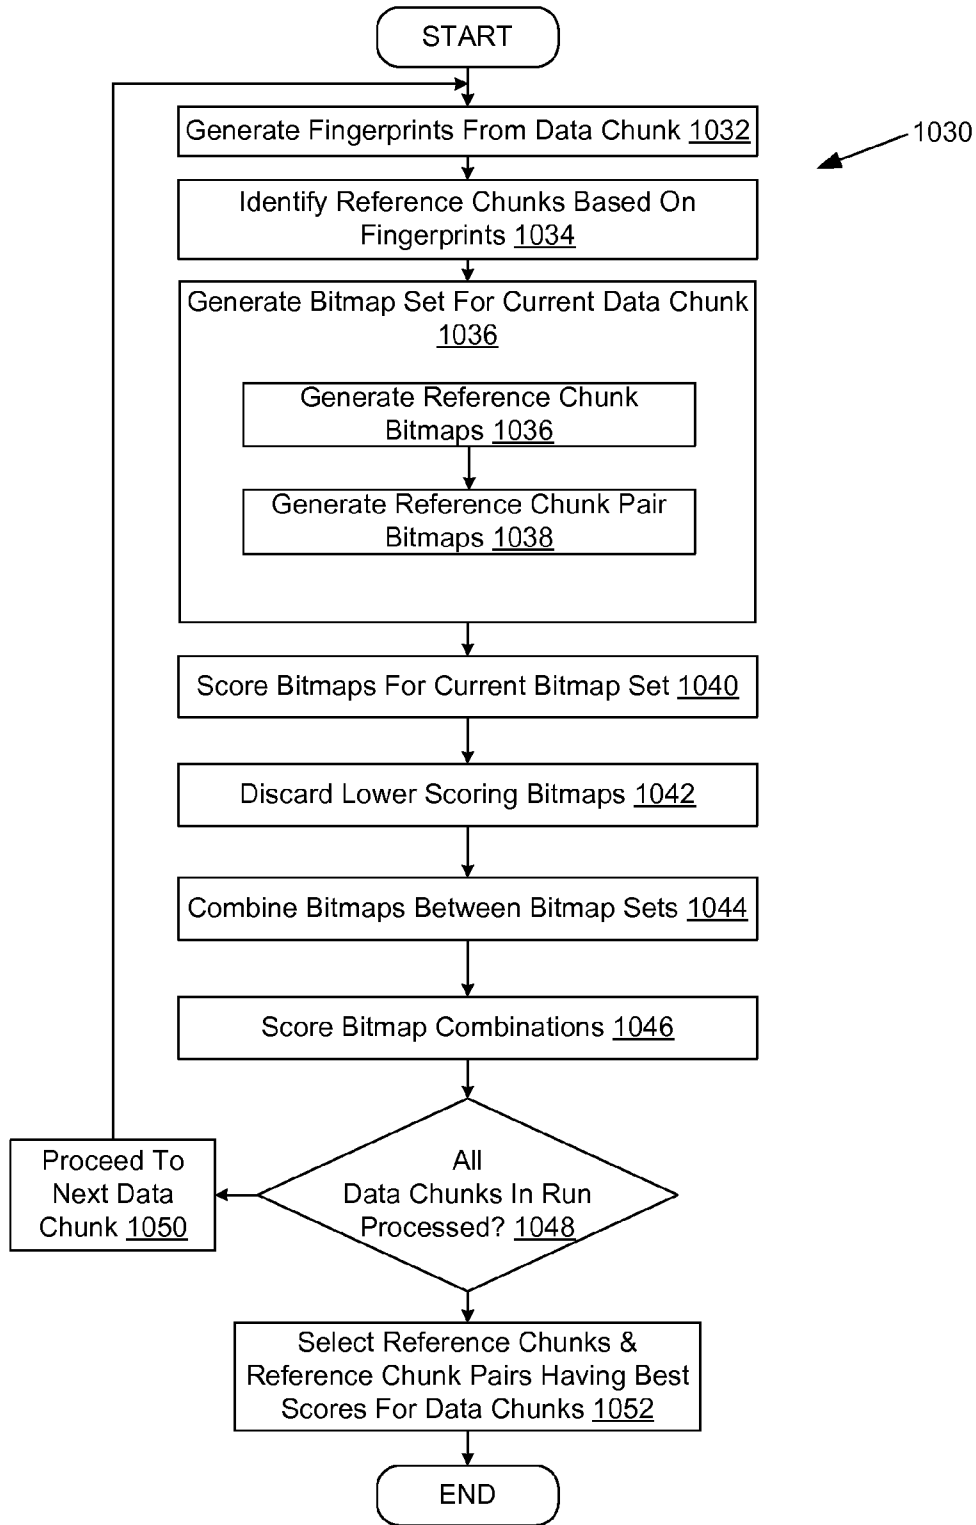 START
Generate Fingerprints From Data Chunk 1032
1030
Identify Reference Chunks Based On
Fingerprints 1034
Generate Bitmap Set For Current Data Chunk
1036
Generate Reference Chunk
Bitmaps 1036
Generate Reference Chunk Pair
Bitmaps 1038
Score Bitmaps For Current Bitmap Set 1040
Discard Lower Scoring Bitmaps 1042
Combine Bitmaps Between Bitmap Sets 1044
Score Bitmap Combinations 1046
All
Data Chunks In Run
Processed? 1048
Proceed To
Next Data
Chunk 1050
Select Reference Chunks &
Reference Chunk Pairs Having Best
Scores For Data Chunks 1052
END